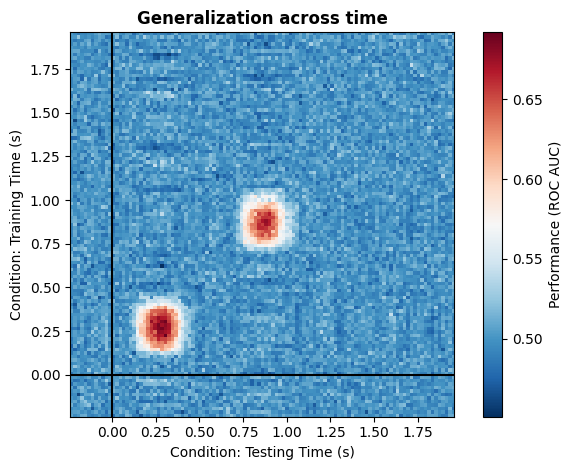 Generalization across time
Condition: Training Time (s)
1.75
1.50
1.25
1.00
0.75
0.50
0.25
0.00
0.00 0.25 0.50 0.75 1.00 1.25 1.50 1.75
Condition: Testing Time (s)
0.65
0.60
0.55
0.50
Performance (ROC AUC)